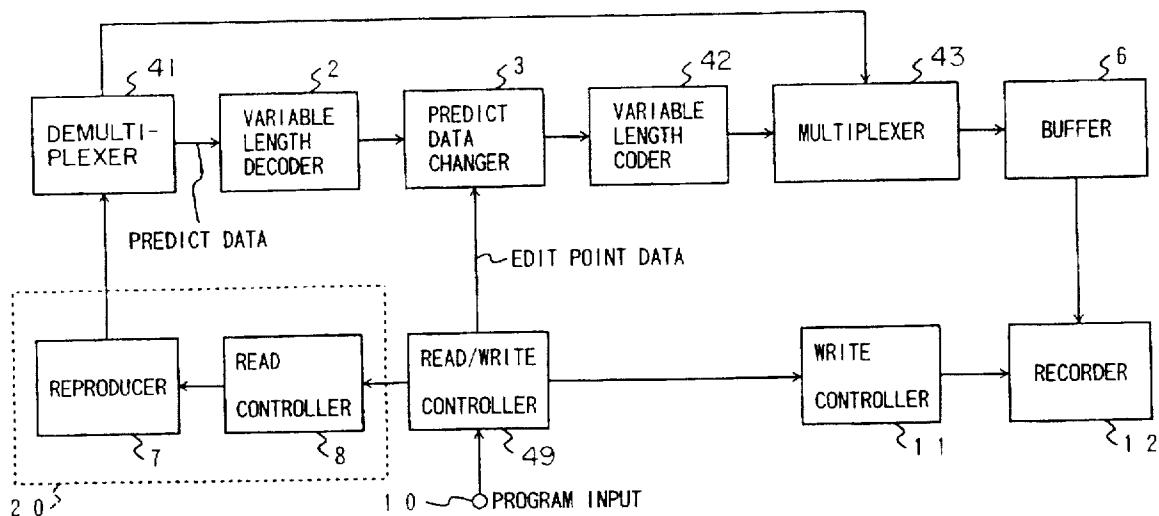 41
2
3
42
43
6
DEMULTI-
PLEXER
VARIABLE
LENGTH
DECODER
PREDICT
DATA
CHANGER
VARIABLE
LENGTH
CODER
MULTIPLEXER
BUFFER
PREDICT DATA
EDIT POINT DATA
REPRODUCER
READ
CONTROLLER
READ/WRITE
CONTROLLER
WRITE
CONTROLLER
RECORDER
7
8
49
11
12
20
10
PROGRAM INPUT